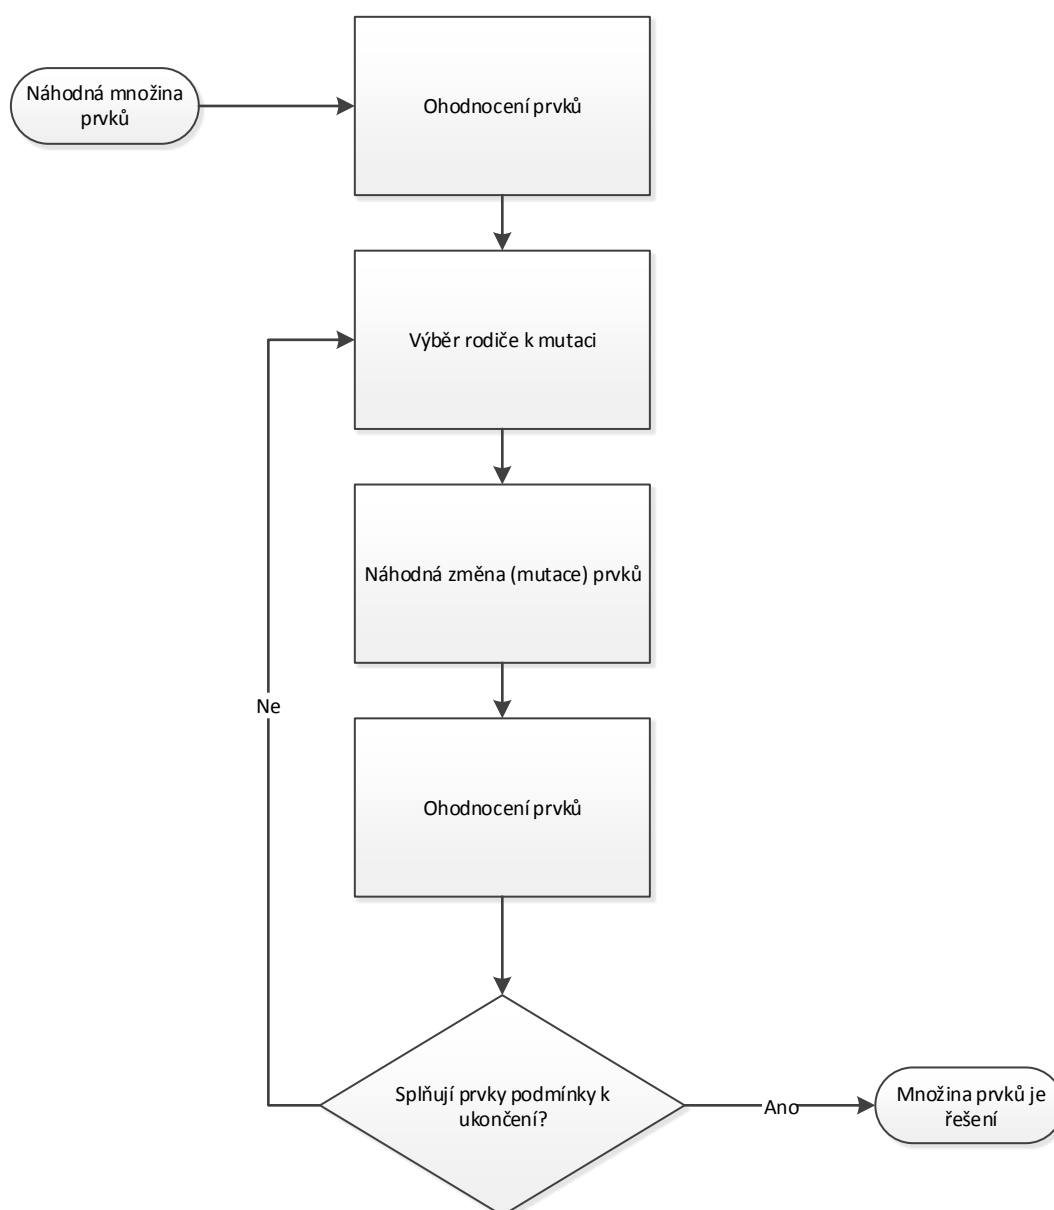 Náhodná množina
prvků
Ohodnocení prvků
Výběr rodiče k mutaci
Náhodná změna (mutace) prvků
Ne
Ohodnocení prvků
Splňují prvky podmínky k
ukončení?
Ano
Množina prvků je
řešení